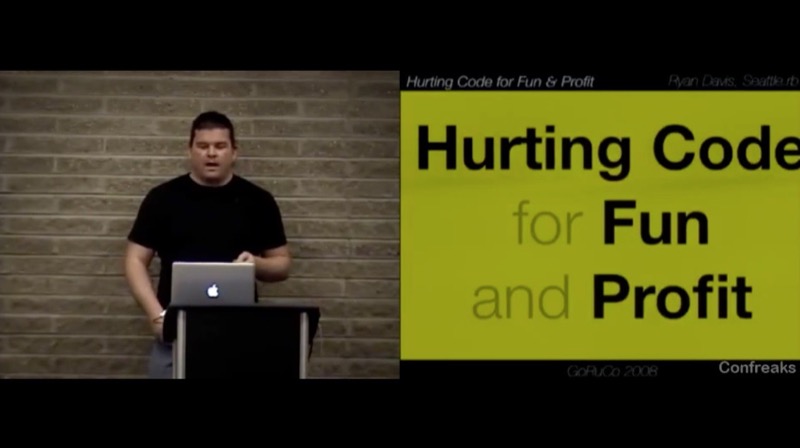 Hurting Code for Fun & Profit
Ryan Davis, Seattle.rb
Hurting Code
for Fun
and Profit
GoRuCo 2008
Confreaks